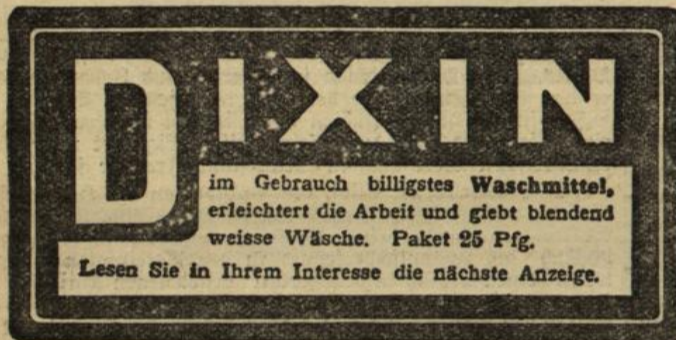 DIXIN
im Gebrauch billigstes Waschmittel,
erleichtert die Arbeit und giebt blendend
weisse Wäsche. Paket 25 Pfg.
Lesen Sie in Ihrem Interesse die nächste Anzeige.